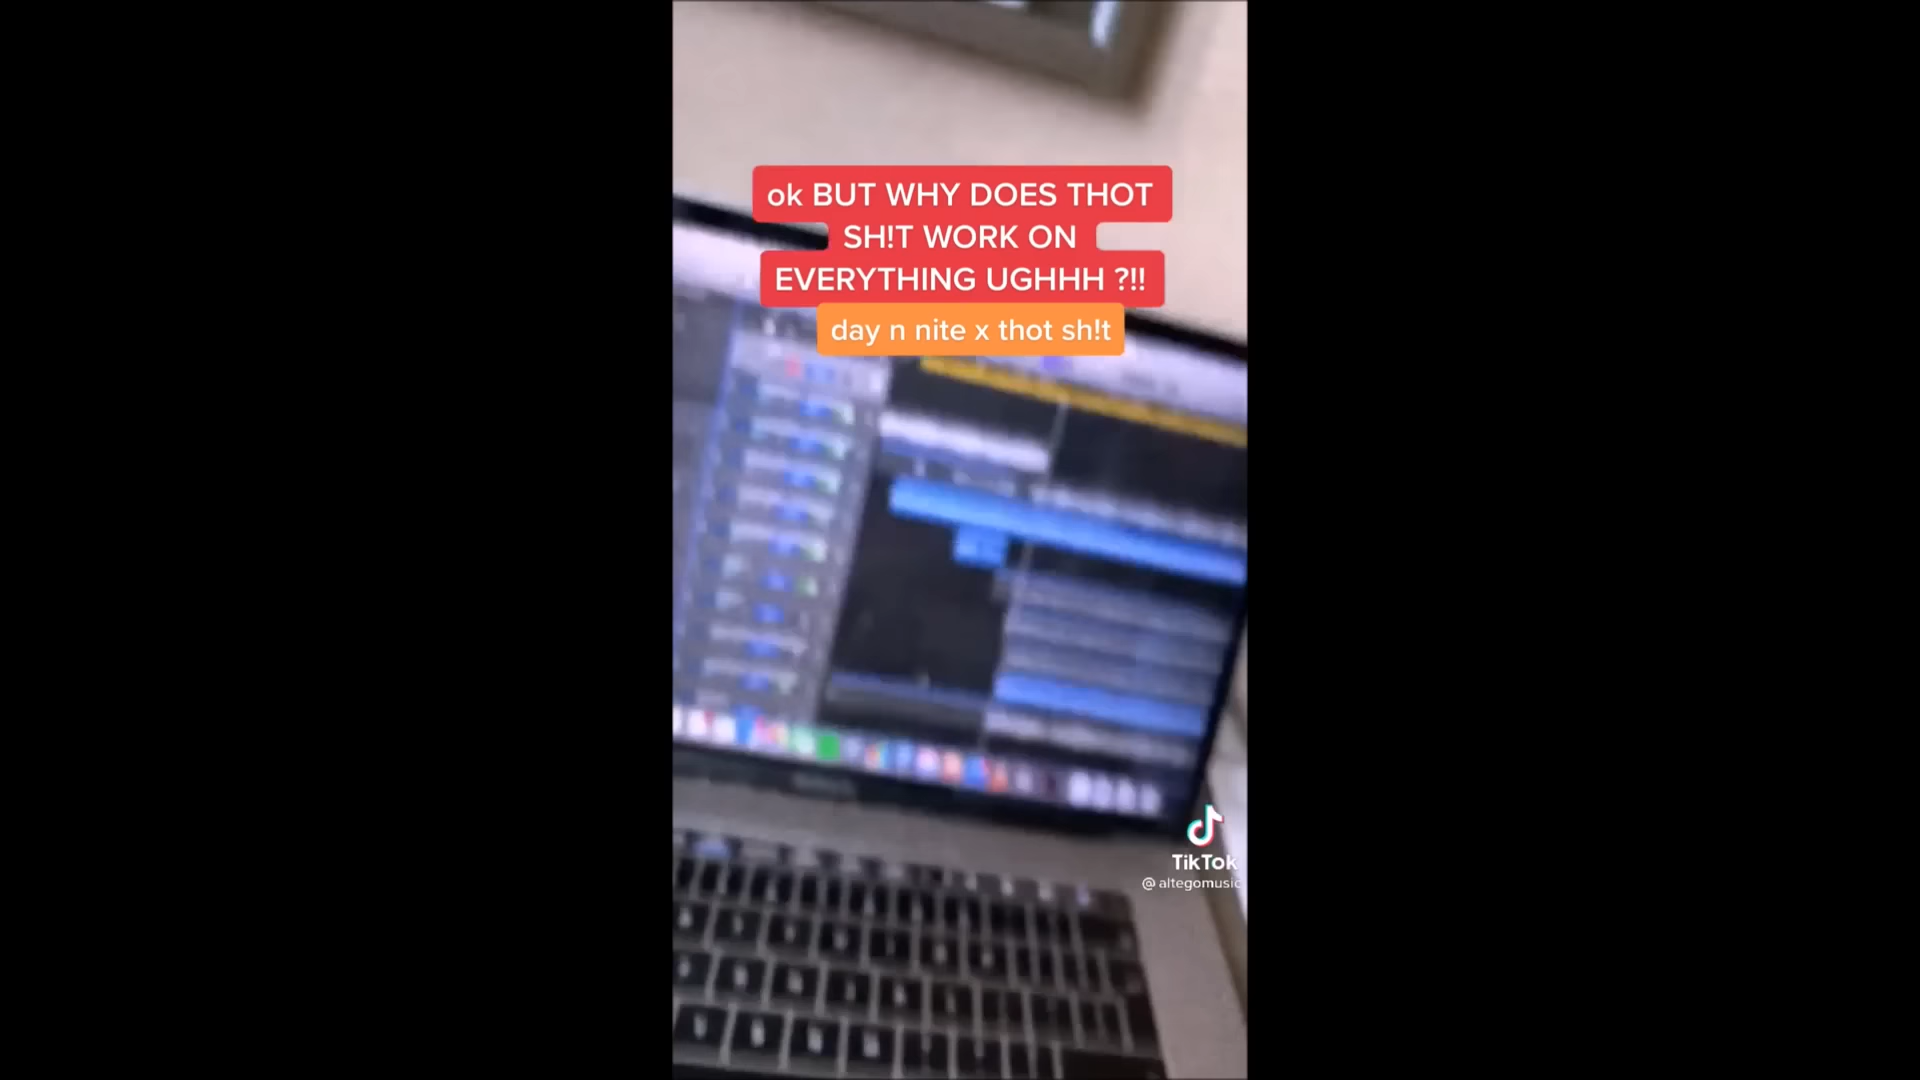 ok BUT WHY DOES THOT
SH!T WORK ON
EVERYTHING UGHHH ?!!
day n nite x thot sh!t
TikTok
@ altegomusic